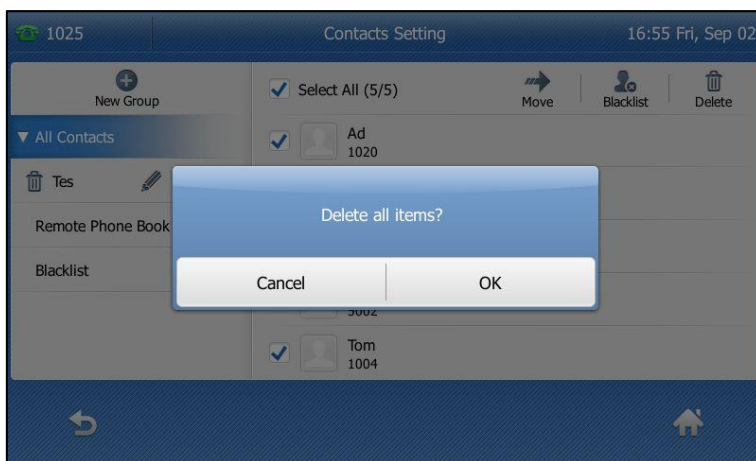 1025 Contacts Setting 16:55 Fri, Sep 02
New Group
Select All (5/5) Move Blacklist Delete
All Contacts
Ad
1020
Tes
Delete all items?
Remote Phone Book
Blacklist
Cancel OK
5002
Tom
1004